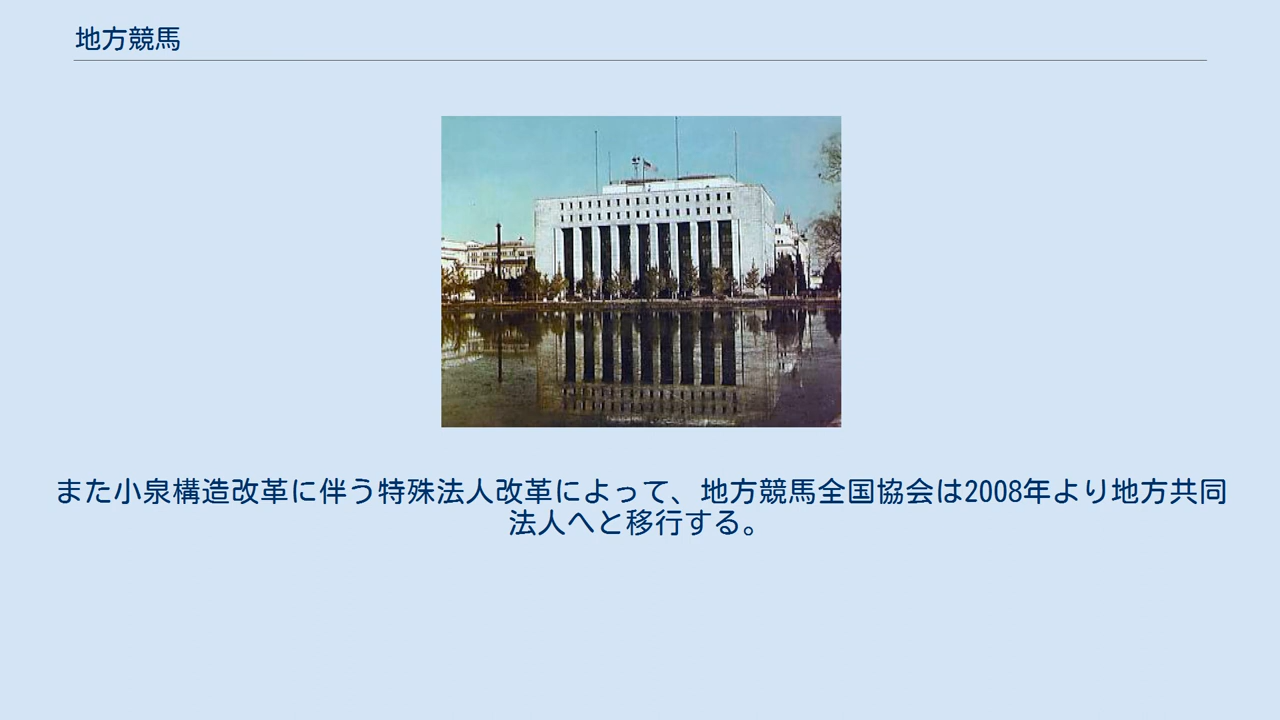 地方競馬
また小泉構造改革に伴う特殊法人改革によって、地方競馬全国協会は2008年より地方共同
法人へと移行する。